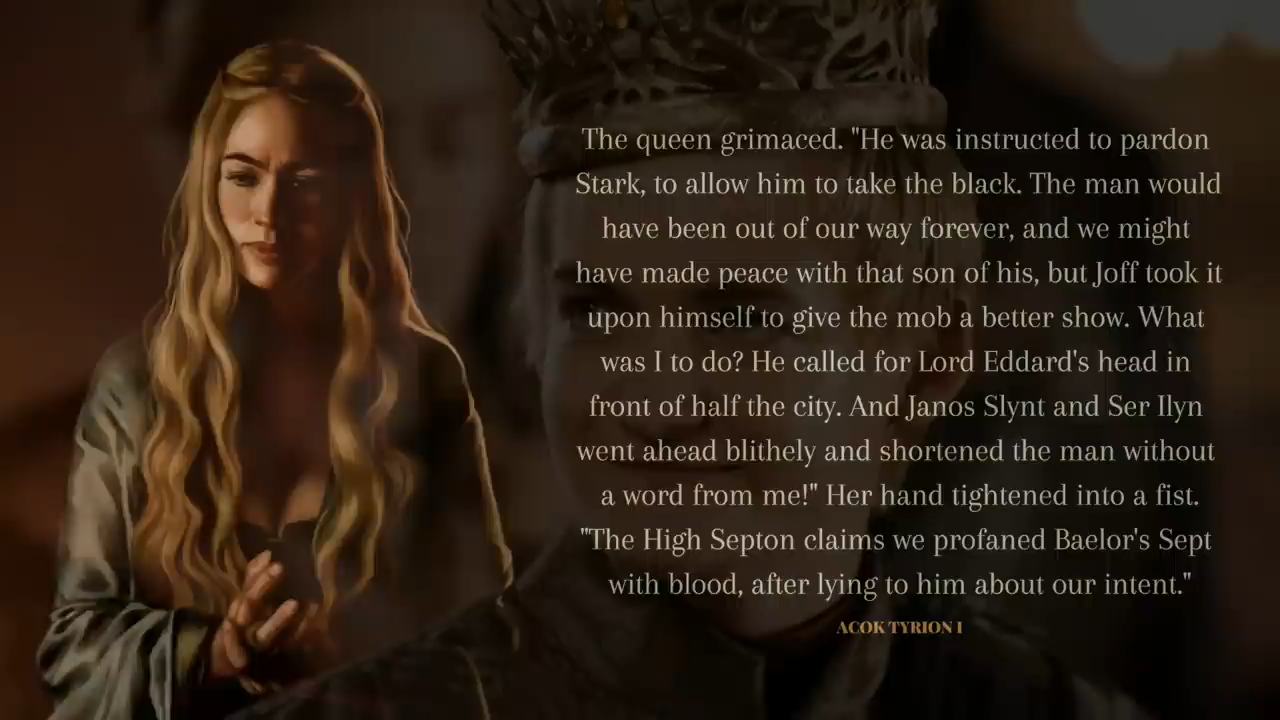 The queen grimaced. "He was instructed to pardon
Stark, to allow him to take the black. The man would
have been out of our way forever, and we might
have made peace with that son of his, but Joff took it
upon himself to give the mob a better show. What
was I to do? He called for Lord Eddard's head in
front of half the city. And Janos Slynt and Ser Ilyn
went ahead blithely and shortened the man without
a word from me!" Her hand tightened into a fist.
"The High Septon claims we profaned Baelor's Sept
with blood, after lying to him about our intent."
ACOK TYRION I